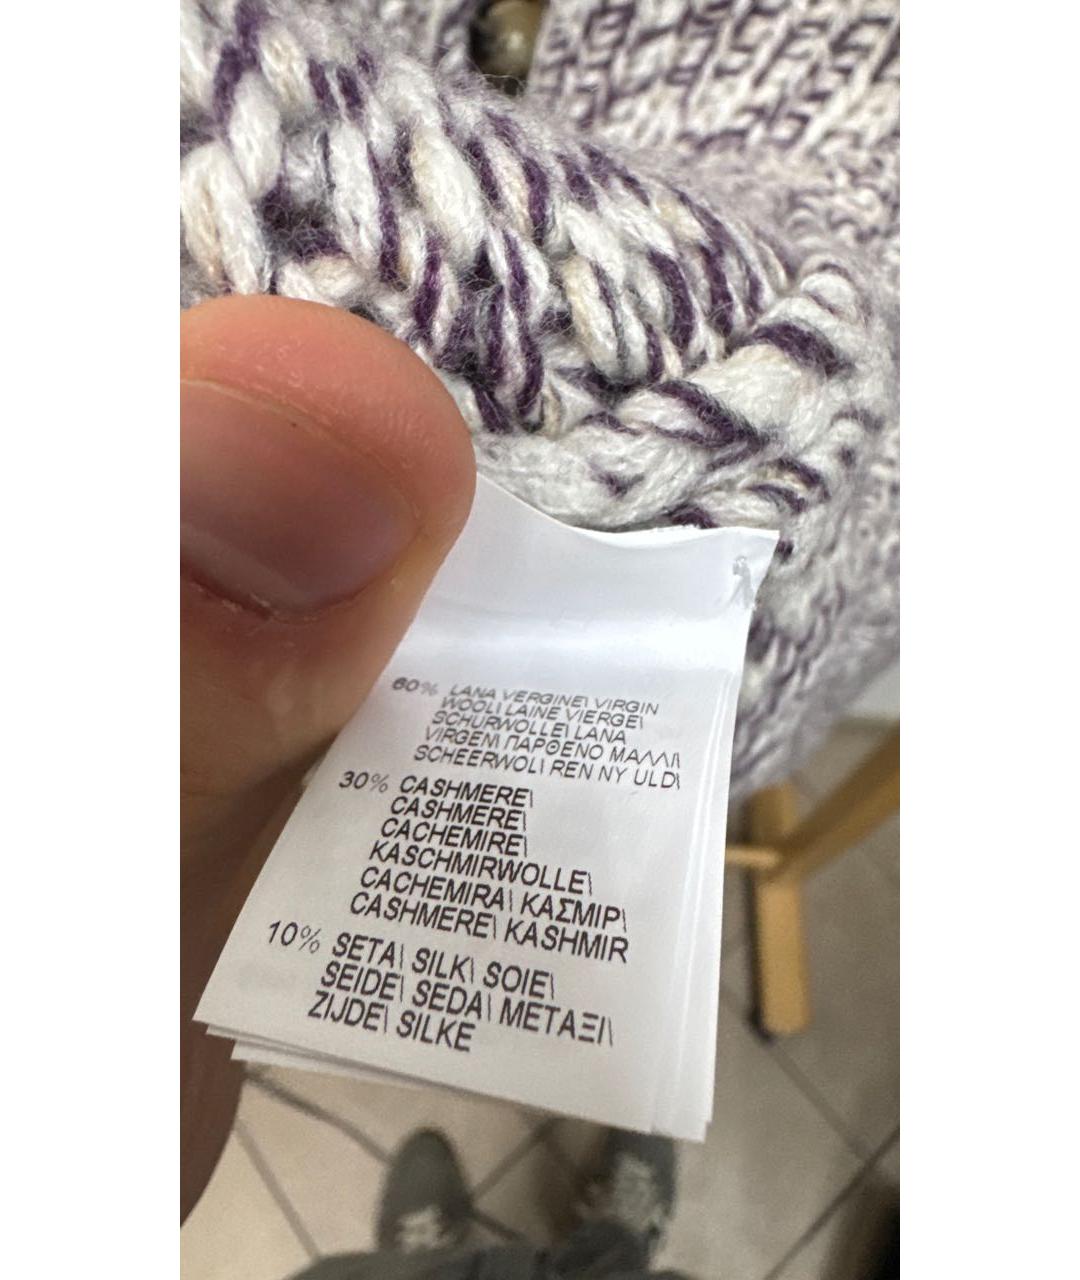 60% LANA VERGINE\ VIRGIN
WOOL\ LAINE VIERGE\
SCHURWOLLE\ LANA
VIRGEN\ ΠΑΡΘΕΝΟ ΜΑΛΛΙ\
SCHEERWOL\ REN NY ULD\
30% CASHMERE\
CASHMERE\
CACHEMIRE\
KASCHMIRWOLLE\
CACHEMIRA\ ΚΑΣΜΙΡ\
CASHMERE\ KASHMIR
10% SETA\ SILK\ SOIE\
SEIDE\ SEDA\ ΜΕΤΑΞΙ\
ZIJDE\ SILKE